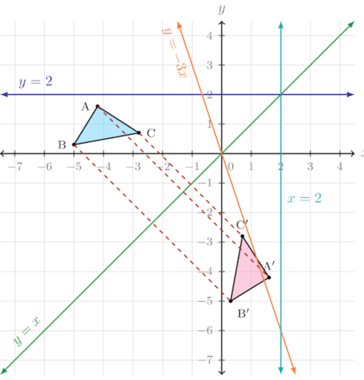 y
4
3
1
y = −3x
y = 2
A
B
C
−7 −6 −5 −4 −3 −2 −1 0 1 2 3 4
−1
x = 2
−2
C′
−3
A′
−4
−5
B′
−6
−7
y = x